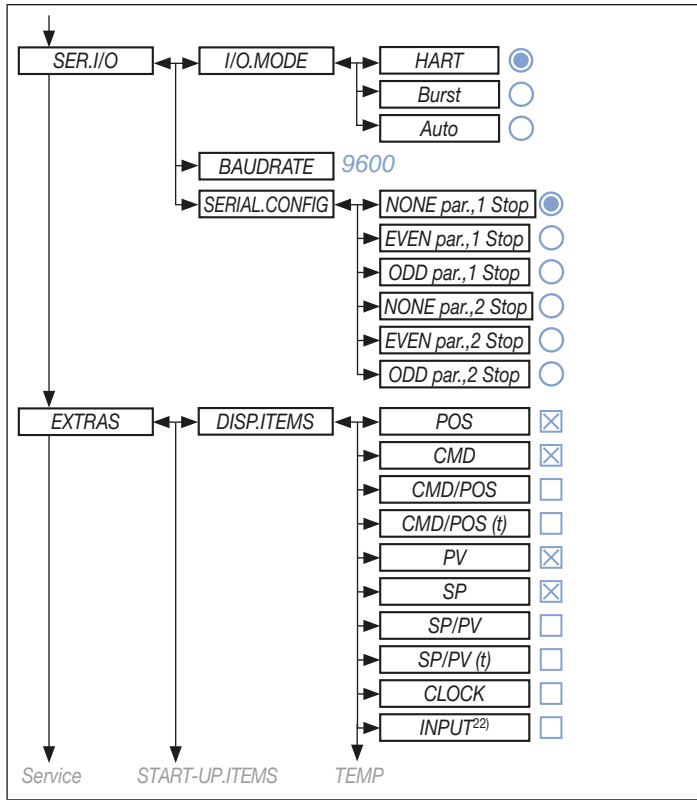 SER.I/O I/O.MODE HART
Burst
Auto
BAUDRATE 9600
SERIAL.CONFIG NONE par.,1 Stop
EVEN par.,1 Stop
ODD par.,1 Stop
NONE par.,2 Stop
EVEN par.,2 Stop
ODD par.,2 Stop
EXTRAS DISP.ITEMS POS
CMD
CMD/POS
CMD/POS (t)
PV
SP
SP/PV
SP/PV (t)
CLOCK
INPUT22)
Service START-UP.ITEMS TEMP